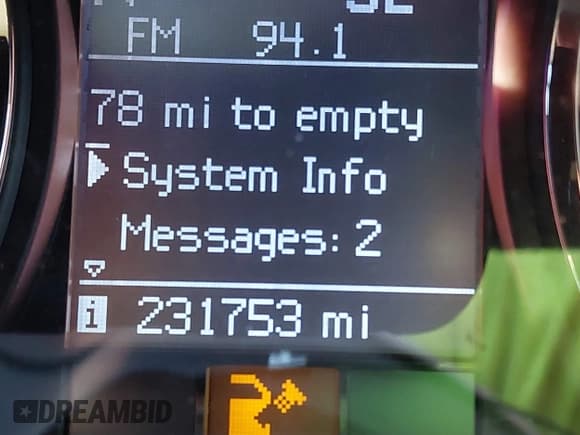 FM 94.1
78 mi to empty
System Info
Messages: 2
i 231753 mi
DREAMBID